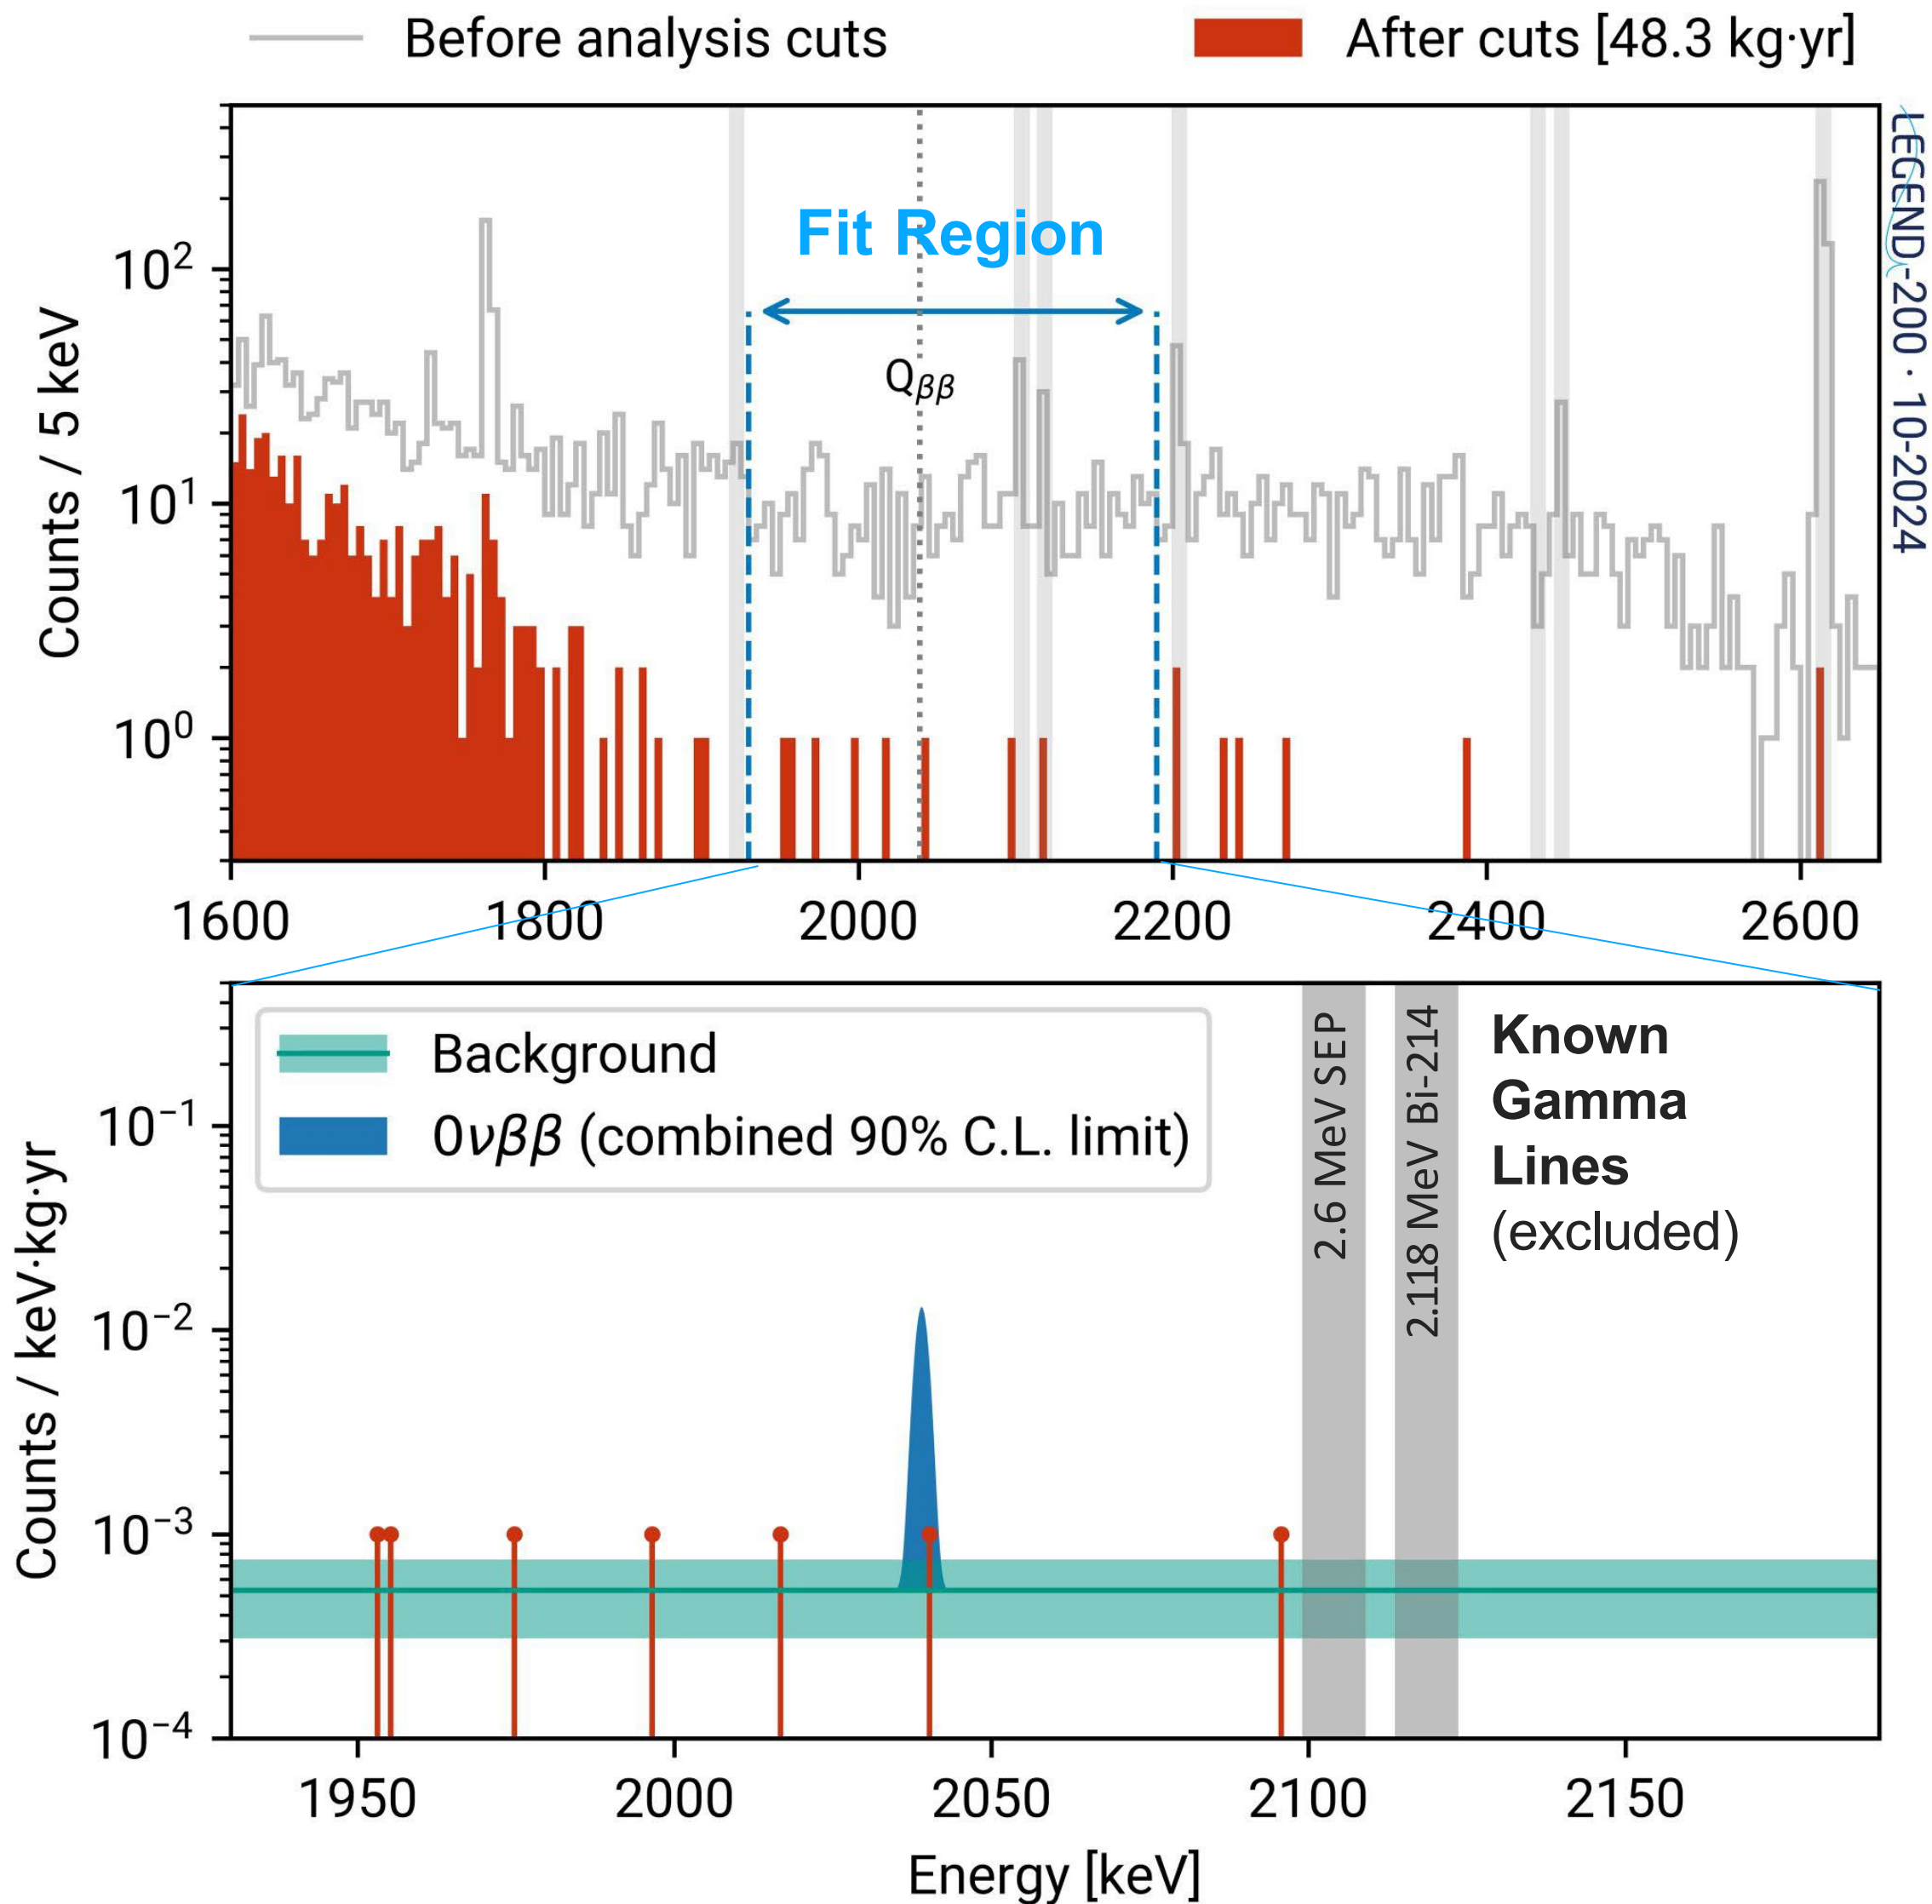 Before analysis cuts
After cuts [48.3 kg·yr]
LEGEND-200 · 10-2024
Fit Region
Qββ
Counts / 5 keV
10²
10¹
10⁰
1600 1800 2000 2200 2400 2600
Background
0νββ (combined 90% C.L. limit)
2.6 MeV SEP
2.118 MeV Bi-214
Known
Gamma
Lines
(excluded)
Counts / keV·kg·yr
10⁻¹
10⁻²
10⁻³
10⁻⁴
1950 2000 2050 2100 2150
Energy [keV]